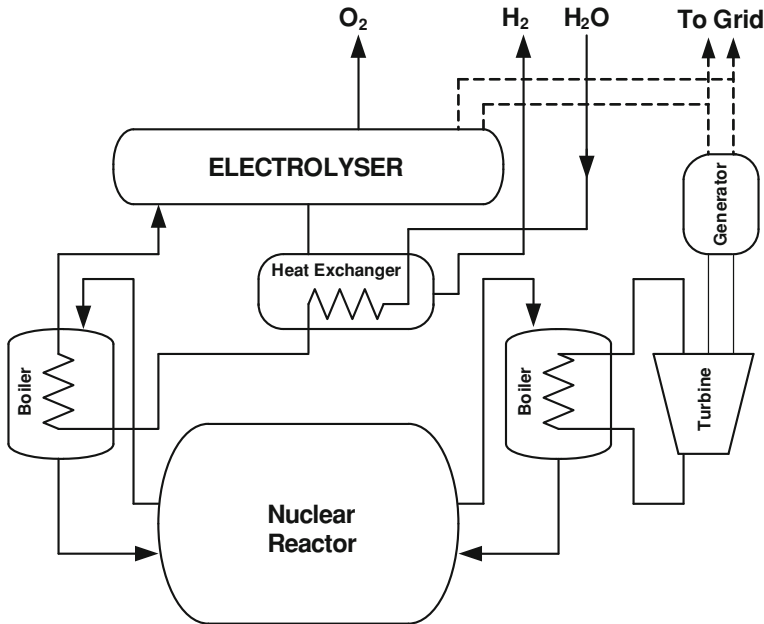 O₂
H₂
H₂O
To Grid
ELECTROLYSER
Generator
Heat Exchanger
Boiler
Boiler
Turbine
Nuclear
Reactor